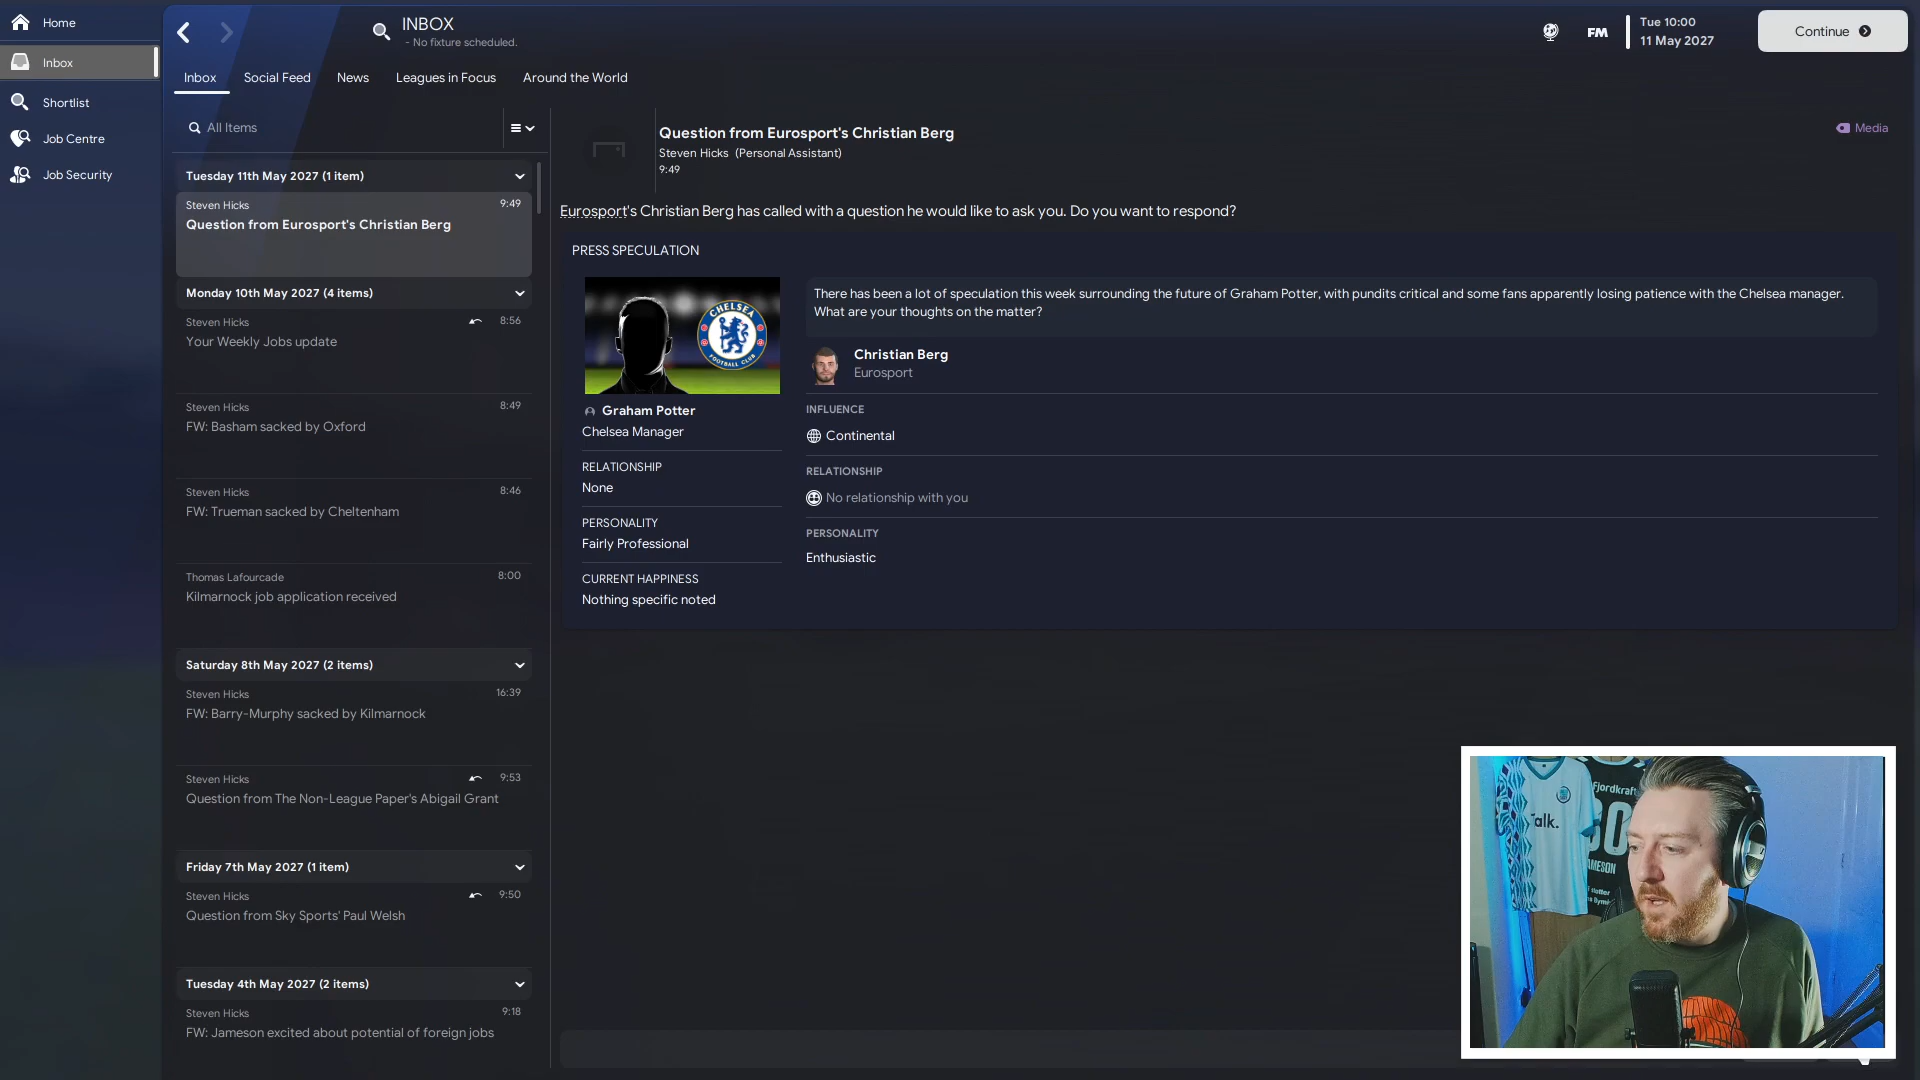 Home
Inbox
Shortlist
Job Centre
Job Security
INBOX
- No fixture scheduled.
FM
Tue 10:00
11 May 2027
Continue
Inbox
Social Feed
News
Leagues in Focus
Around the World
All Items
Tuesday 11th May 2027 (1 item)
Steven Hicks
9:49
Question from Eurosport's Christian Berg
Monday 10th May 2027 (4 items)
Steven Hicks
8:56
Your Weekly Jobs update
Steven Hicks
8:49
FW: Basham sacked by Oxford
Steven Hicks
8:46
FW: Trueman sacked by Cheltenham
Thomas Lafourcade
8:00
Kilmarnock job application received
Saturday 8th May 2027 (2 items)
Steven Hicks
16:39
FW: Barry-Murphy sacked by Kilmarnock
Steven Hicks
9:53
Question from The Non-League Paper's Abigail Grant
Friday 7th May 2027 (1 item)
Steven Hicks
9:50
Question from Sky Sports' Paul Welsh
Tuesday 4th May 2027 (2 items)
Steven Hicks
9:18
FW: Jameson excited about potential of foreign jobs
Question from Eurosport's Christian Berg
Steven Hicks (Personal Assistant)
9:49
Media
Eurosport's Christian Berg has called with a question he would like to ask you. Do you want to respond?
PRESS SPECULATION
CHELSEA
FOOTBALL CLUB
Graham Potter
Chelsea Manager
RELATIONSHIP
None
PERSONALITY
Fairly Professional
CURRENT HAPPINESS
Nothing specific noted
There has been a lot of speculation this week surrounding the future of Graham Potter, with pundits critical and some fans apparently losing patience with the Chelsea manager.
What are your thoughts on the matter?
Christian Berg
Eurosport
INFLUENCE
Continental
RELATIONSHIP
No relationship with you
PERSONALITY
Enthusiastic
Fjordkraft
Talk.
JAMESON